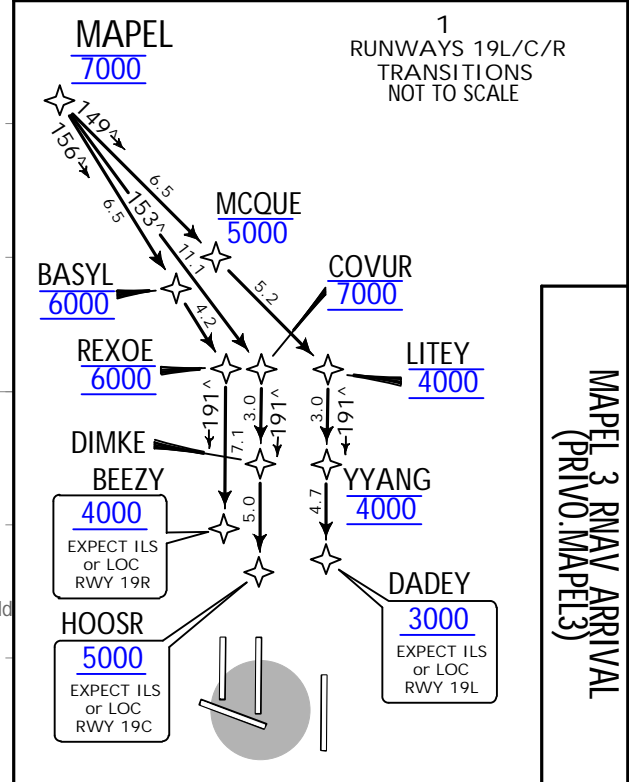 MAPEL
7000
1
RUNWAYS 19L/C/R
TRANSITIONS
NOT TO SCALE
149^
156^
153^
6.5
6.5
11.1
MCQUE
5000
BASYL
6000
COVUR
7000
4.2
5.2
REXOE
6000
LITEY
4000
191^
7.1
3.0
191^
3.0
191^
DIMKE
BEEZY
4000
EXPECT ILS
or LOC
RWY 19R
YYANG
4000
5.0
4.7
HOOSR
5000
EXPECT ILS
or LOC
RWY 19C
DADEY
3000
EXPECT ILS
or LOC
RWY 19L
MAPEL 3 RNAV ARRIVAL
(PRIVO.MAPEL3)
ld